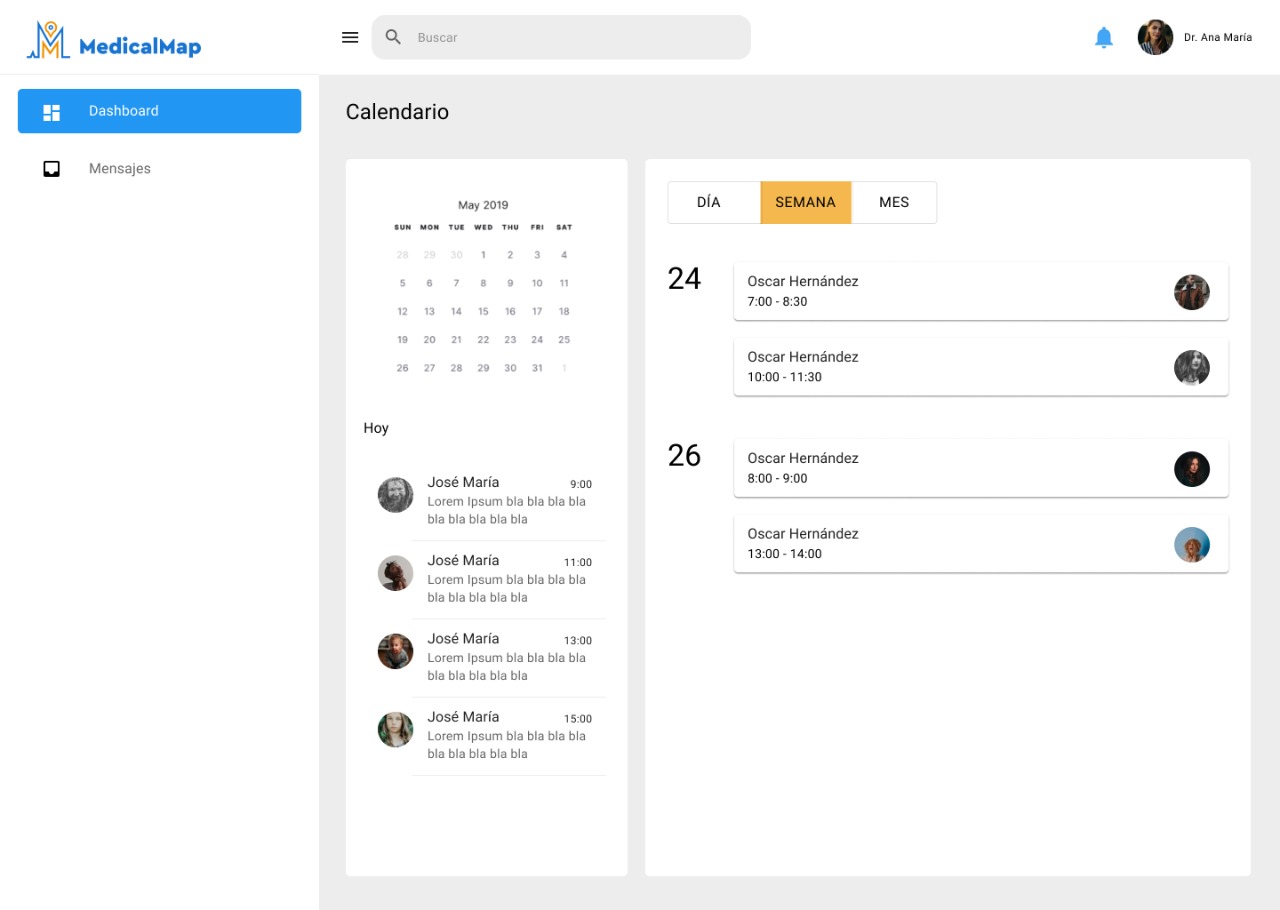 MedicalMap
Buscar
Dr. Ana María
Dashboard
Mensajes
Calendario
May 2019
SUN MON TUE WED THU FRI SAT
28 29 30 1 2 3 4
5 6 7 8 9 10 11
12 13 14 15 16 17 18
19 20 21 22 23 24 25
26 27 28 29 30 31 1
Hoy
José María 9:00
Lorem Ipsum bla bla bla bla
bla bla bla bla bla
José María 11:00
Lorem Ipsum bla bla bla bla
bla bla bla bla bla
José María 13:00
Lorem Ipsum bla bla bla bla
bla bla bla bla bla
José María 15:00
Lorem Ipsum bla bla bla bla
bla bla bla bla bla
DÍA SEMANA MES
24
Oscar Hernández
7:00 - 8:30
Oscar Hernández
10:00 - 11:30
26
Oscar Hernández
8:00 - 9:00
Oscar Hernández
13:00 - 14:00